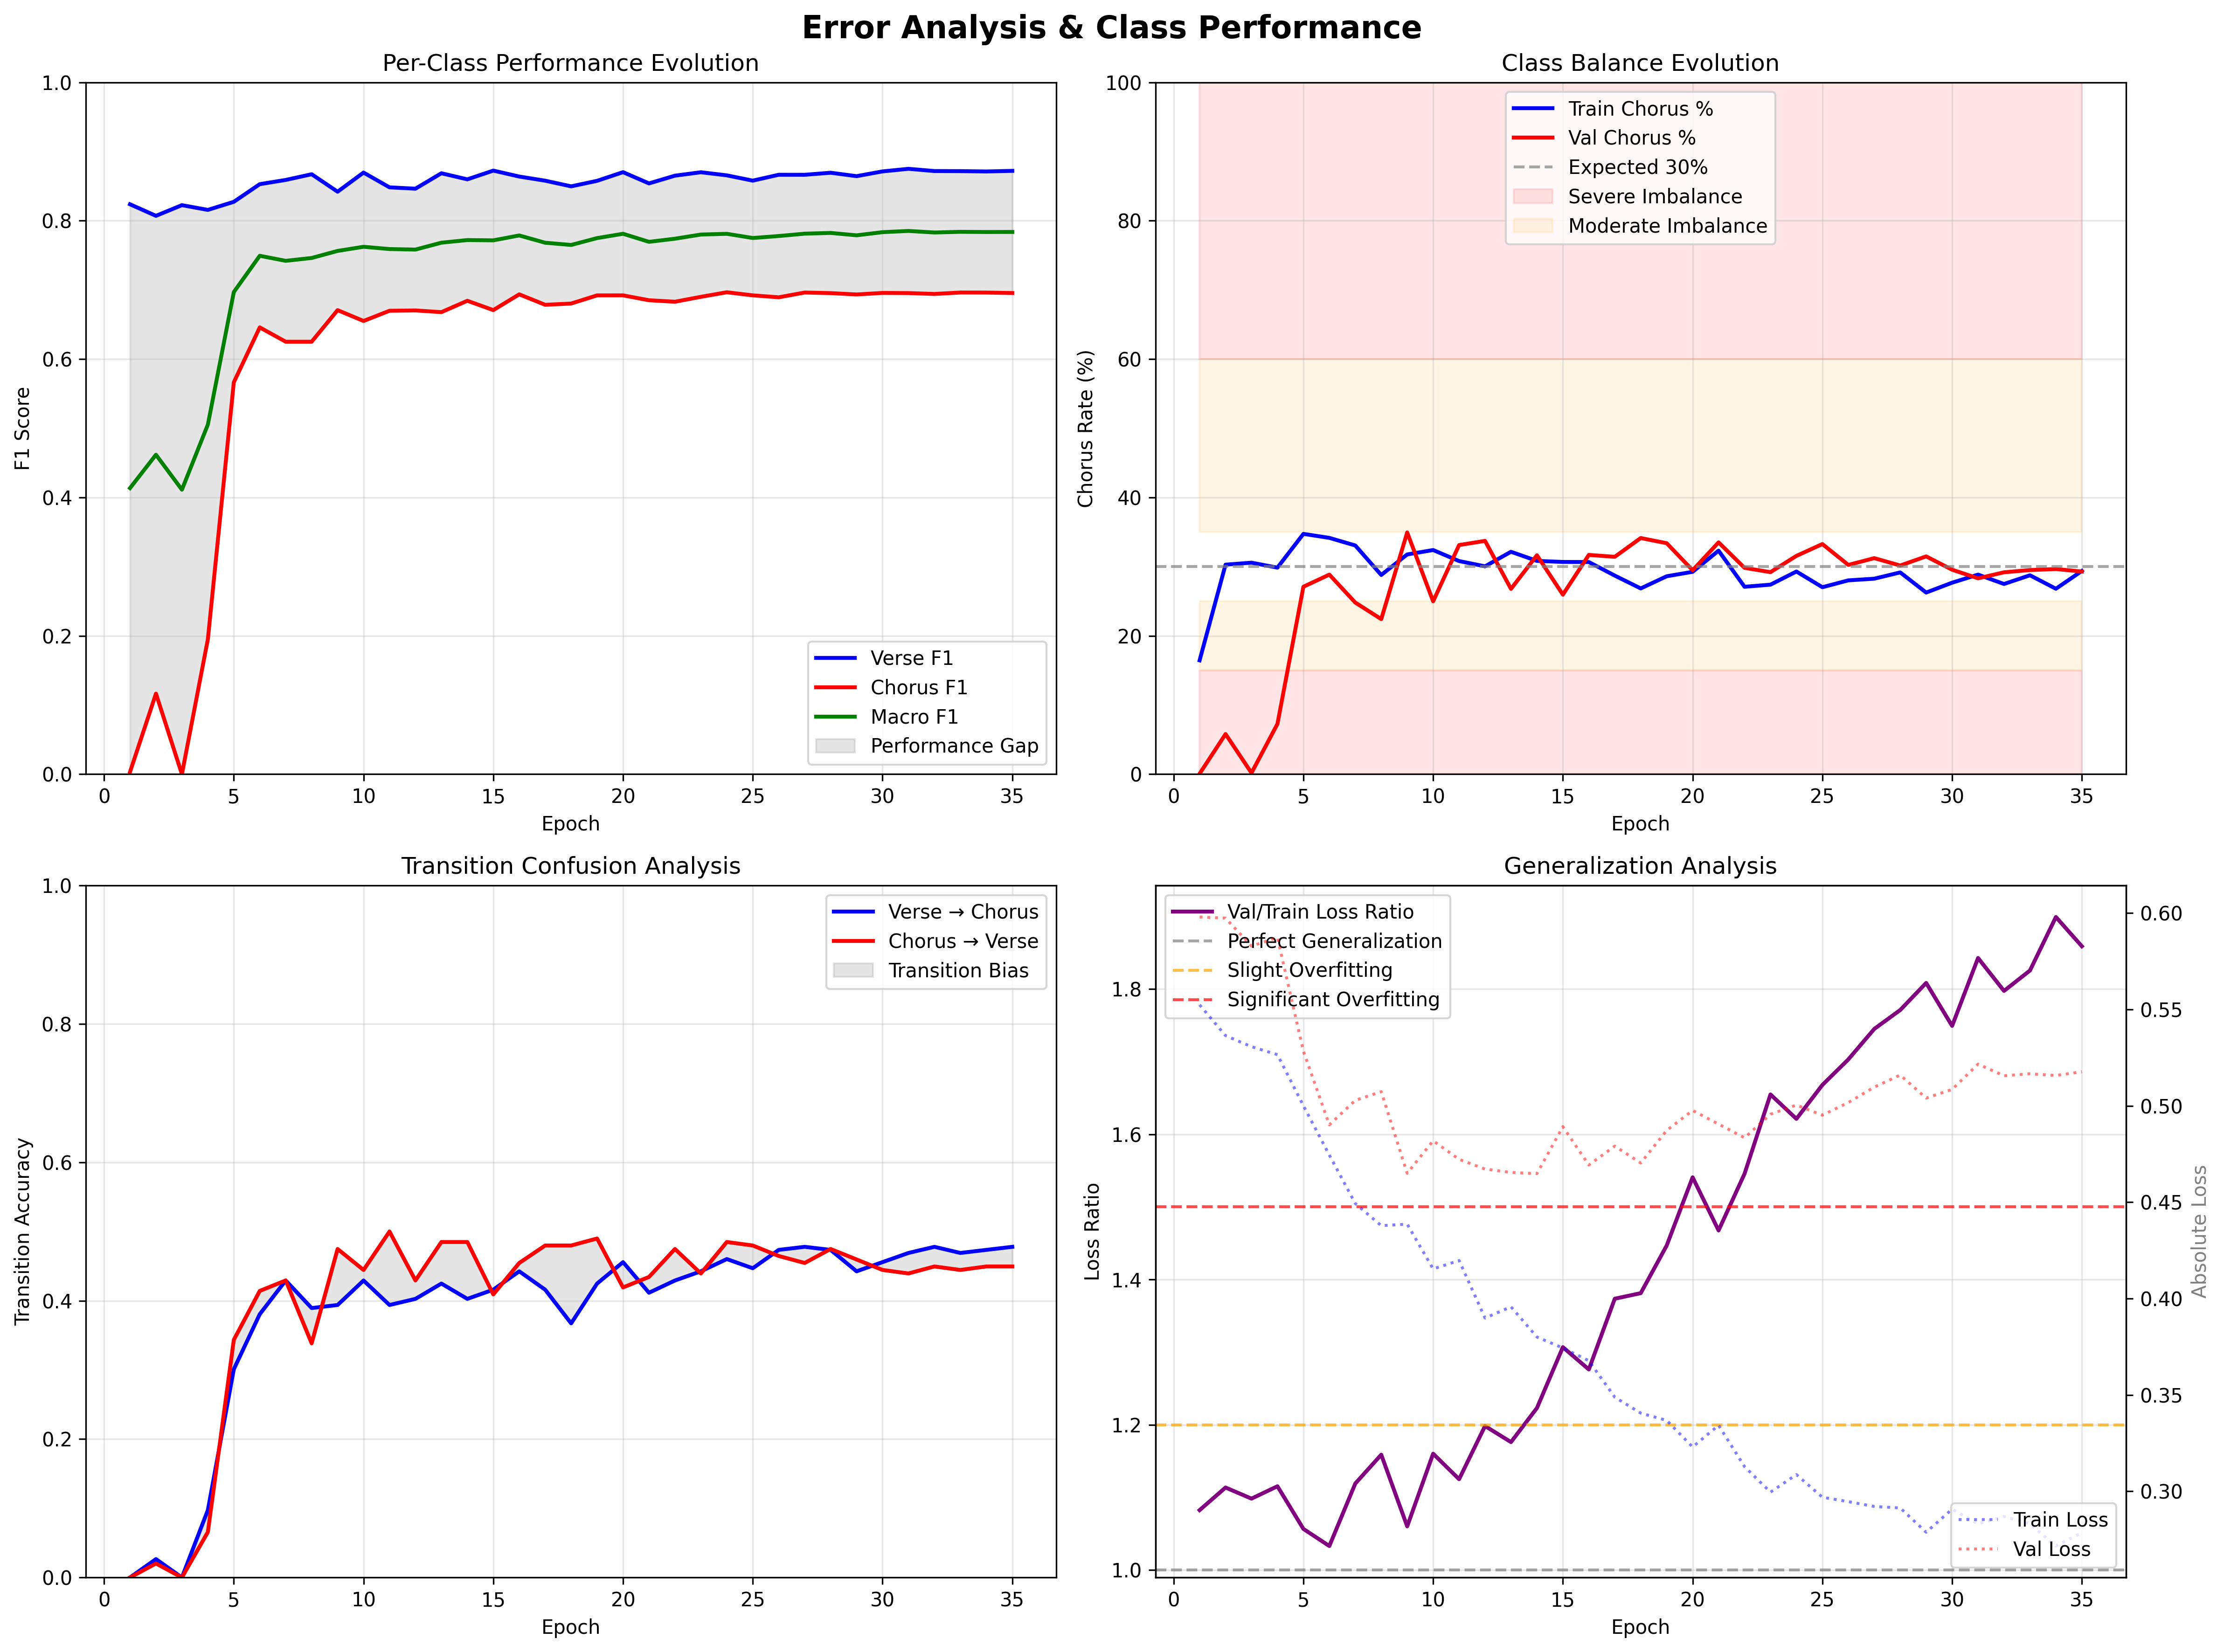 Error Analysis & Class Performance
Per-Class Performance Evolution
1.0
0.8
0.6
0.4
0.2
0.0
F1 Score
0 5 10 15 20 25 30 35
Epoch
Verse F1
Chorus F1
Macro F1
Performance Gap
Class Balance Evolution
100
80
60
40
20
0
Chorus Rate (%)
0 5 10 15 20 25 30 35
Epoch
Train Chorus %
Val Chorus %
Expected 30%
Severe Imbalance
Moderate Imbalance
Transition Confusion Analysis
1.0
0.8
0.6
0.4
0.2
0.0
Transition Accuracy
0 5 10 15 20 25 30 35
Epoch
Verse → Chorus
Chorus → Verse
Transition Bias
Generalization Analysis
1.8
1.6
1.4
1.2
1.0
Loss Ratio
0 5 10 15 20 25 30 35
Epoch
Val/Train Loss Ratio
Perfect Generalization
Slight Overfitting
Significant Overfitting
0.60
0.55
0.50
0.45
0.40
0.35
0.30
Absolute Loss
Train Loss
Val Loss